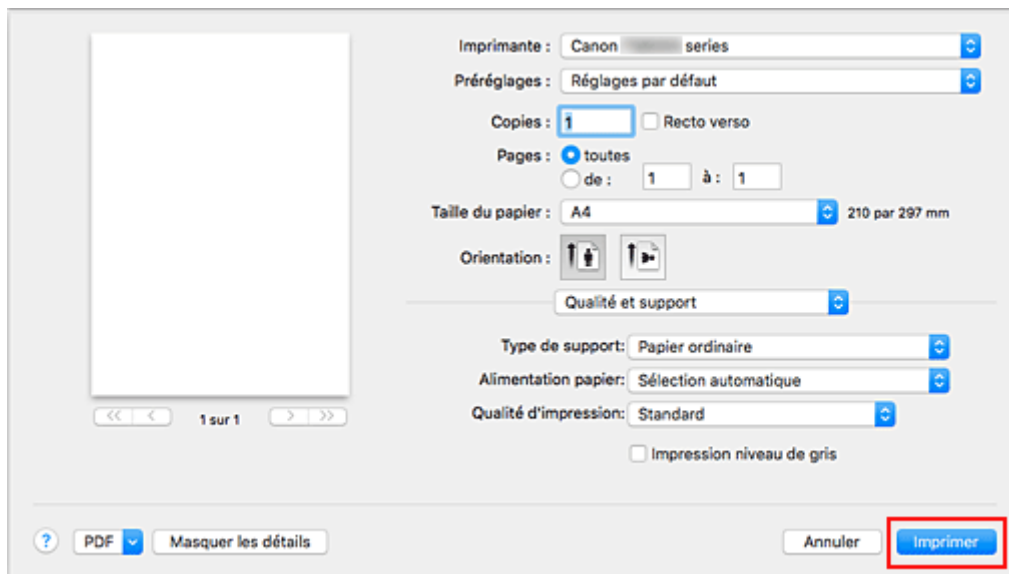 Imprimante : Canon series
Préréglages : Réglages par défaut
Copies : 1 Recto verso
Pages : toutes
de : 1 à : 1
Taille du papier : A4 210 par 297 mm
Orientation :
Qualité et support
Type de support: Papier ordinaire
Alimentation papier: Sélection automatique
Qualité d'impression: Standard
Impression niveau de gris
<< < 1 sur 1 > >>
? PDF Masquer les détails Annuler Imprimer